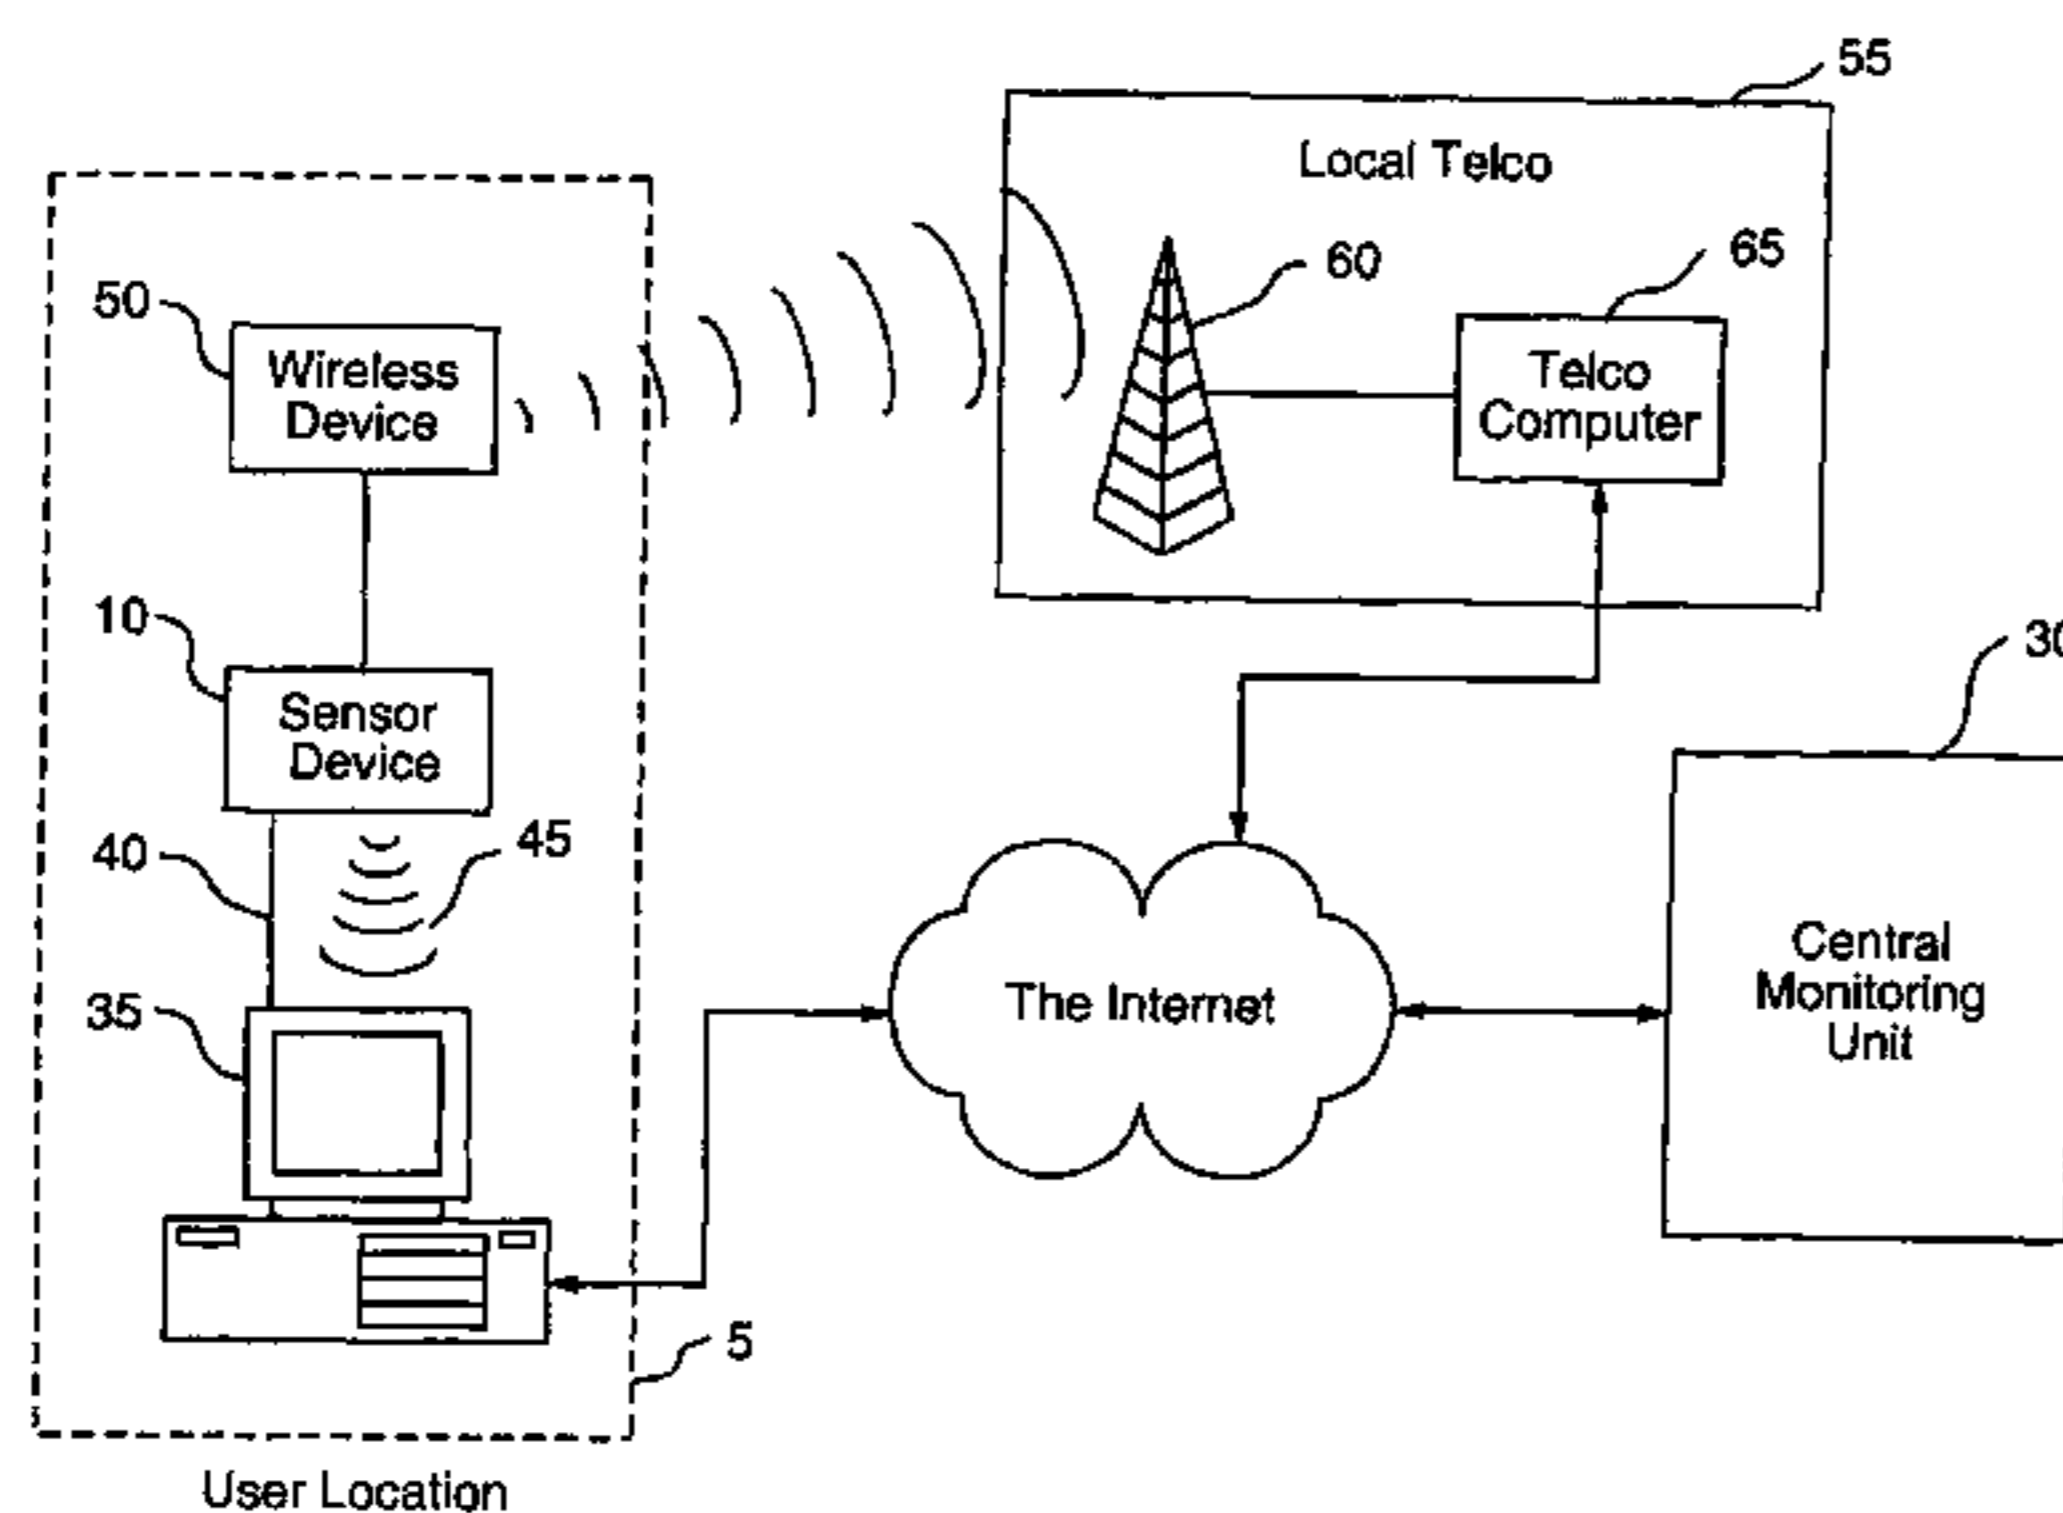 55
Local Telco
60
65
50
Wireless
Device
Telco
Computer
10
Sensor
Device
30
40
45
35
The Internet
Central
Monitoring
Unit
5
User Location